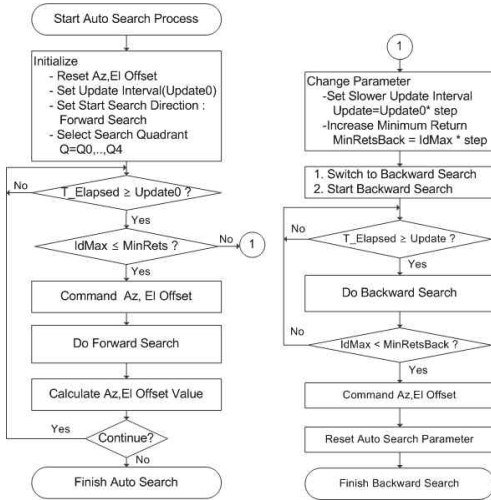 Start Auto Search Process
Initialize
- Reset Az,El Offset
- Set Update Interval(Update0)
- Set Start Search Direction :
Forward Search
- Select Search Quadrant
Q=Q0,..,Q4
No
T_Elapsed ≥ Update0 ?
Yes
IdMax ≤ MinRets ?
No
1
Yes
Command Az, El Offset
Do Forward Search
Calculate Az,El Offset Value
Yes
Continue?
No
Finish Auto Search
1
Change Parameter
-Set Slower Update Interval
Update=Update0* step
-Increase Minimum Return
MinRetsBack = IdMax * step
1. Switch to Backward Search
2. Start Backward Search
No
T_Elapsed ≥ Update ?
Yes
Do Backward Search
No
IdMax < MinRetsBack ?
Yes
Command Az,El Offset
Reset Auto Search Parameter
Finish Backward Search